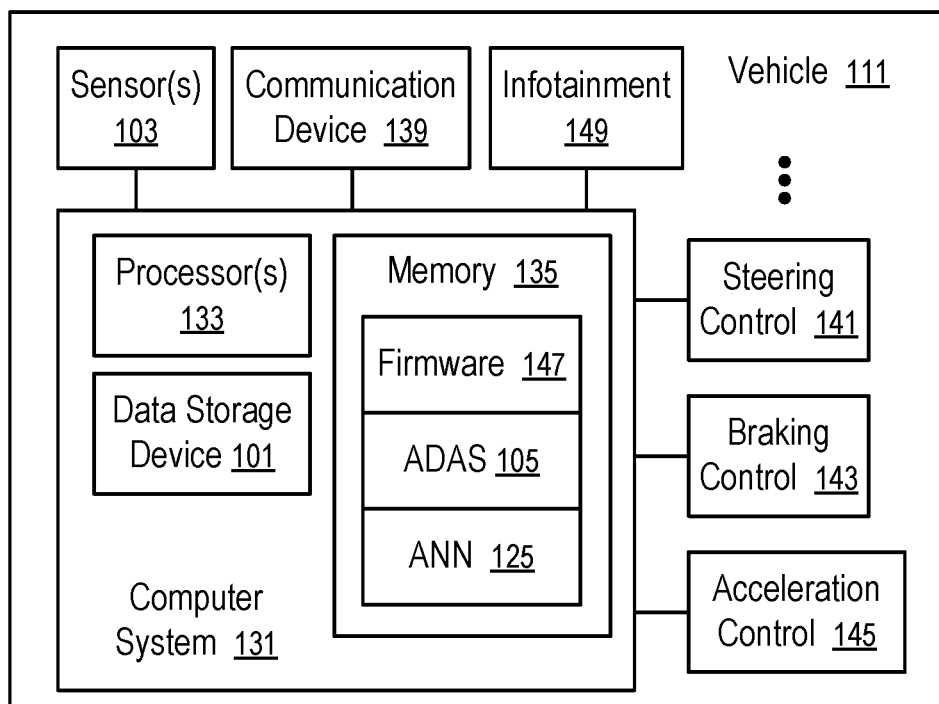 Sensor(s)
103
Communication
Device 139
Infotainment
149
Vehicle 111
Processor(s)
133
Data Storage
Device 101
Computer
System 131
Memory 135
Firmware 147
ADAS 105
ANN 125
Steering
Control 141
Braking
Control 143
Acceleration
Control 145